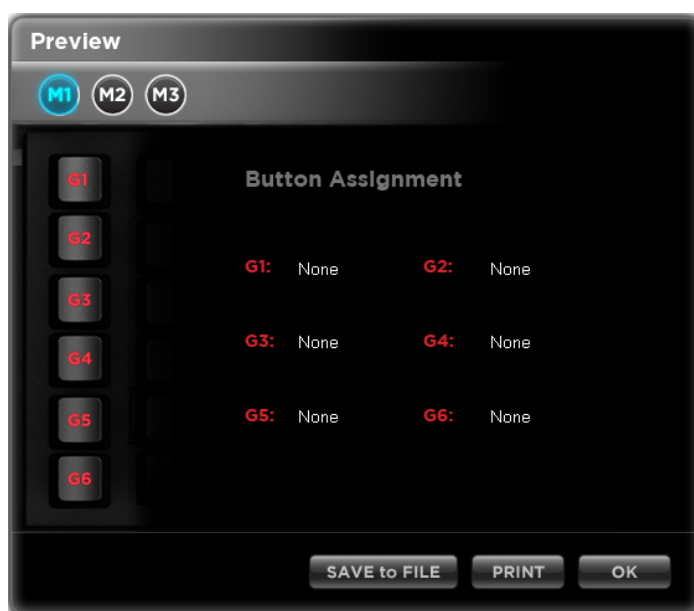 Preview
M1 M2 M3
Button Assignment
G1
G2
G3
G4
G5
G6
G1: None G2: None
G3: None G4: None
G5: None G6: None
SAVE to FILE PRINT OK